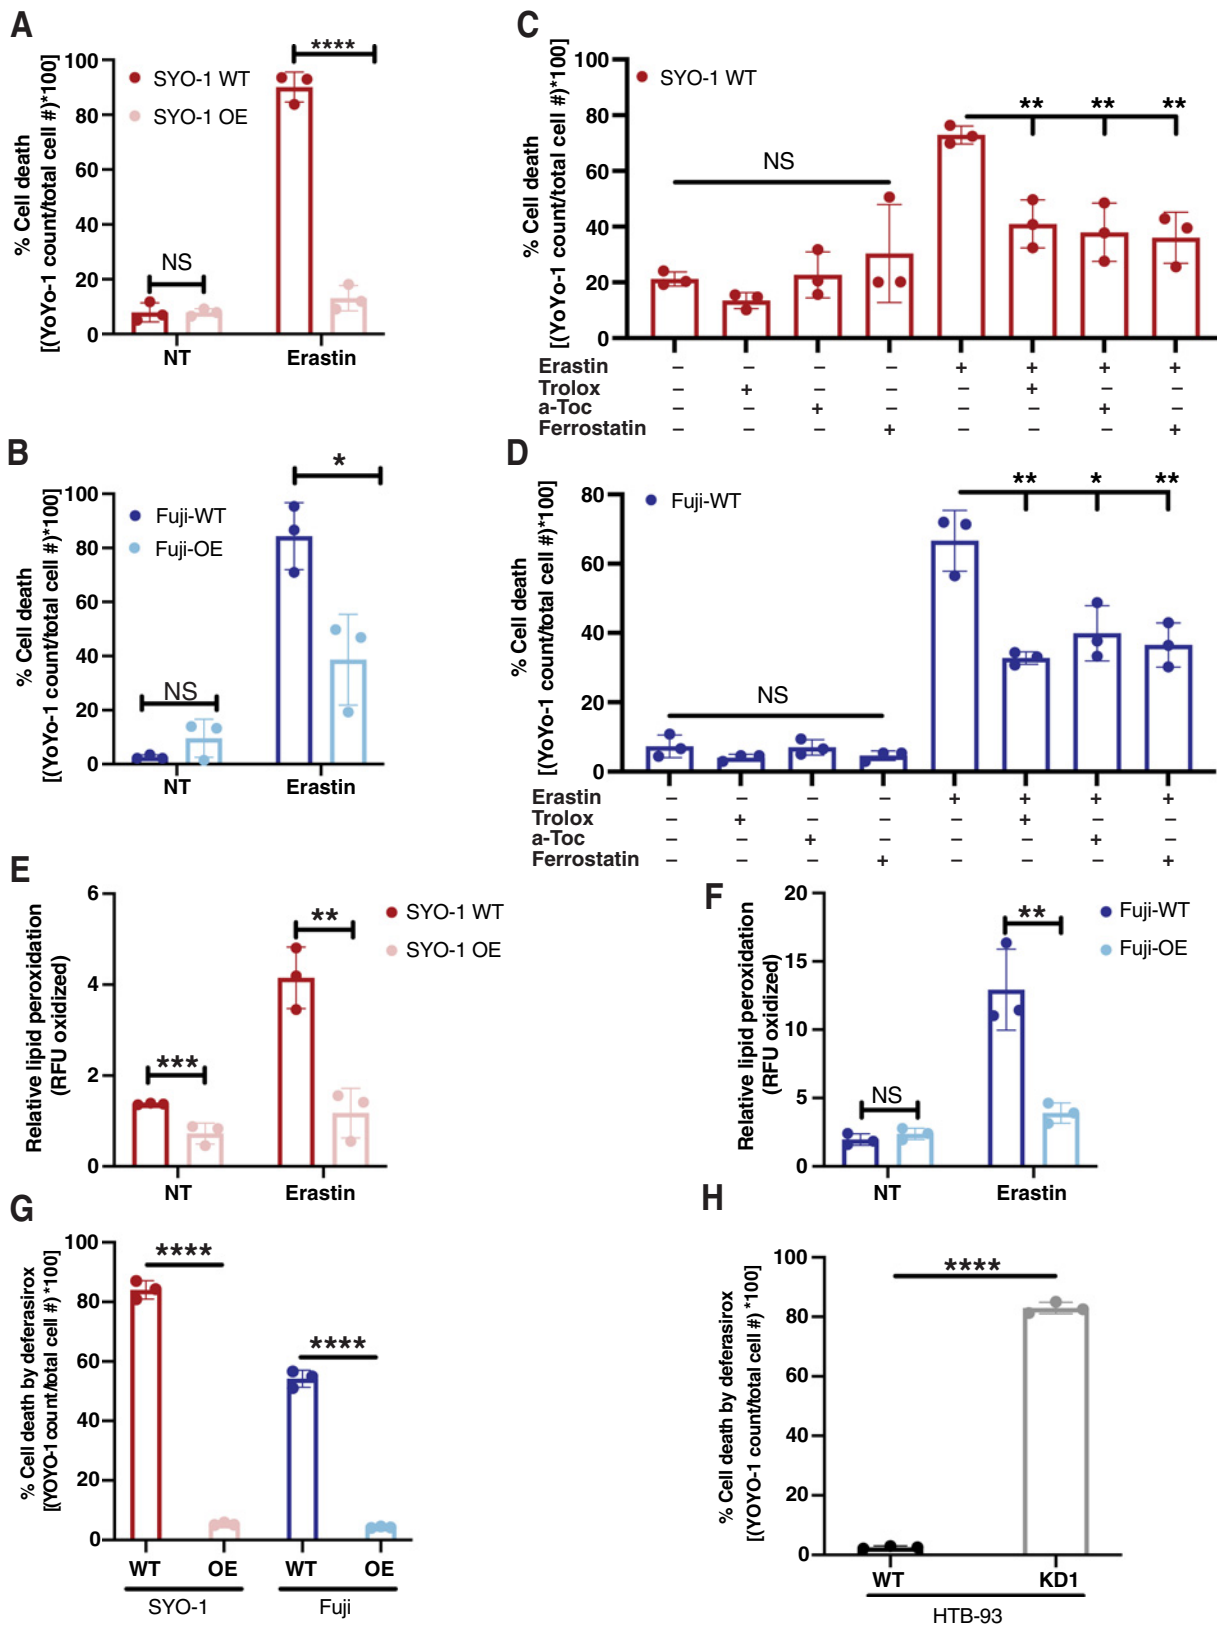 A
% Cell death
[(YoYo-1 count/total cell #)*100]
100
80
60
40
20
0
SYO-1 WT
SYO-1 OE
NS
****
NT
Erastin
C
% Cell death
[(YoYo-1 count/total cell #)*100]
100
80
60
40
20
0
SYO-1 WT
NS
** ** **
Erastin – – – – + + + +
Trolox – + – – – + – –
a-Toc – – + – – – + –
Ferrostatin – – – + – – – +
B
% Cell death
[(YoYo-1 count/total cell #)*100]
100
80
60
40
20
0
Fuji-WT
Fuji-OE
NS
*
NT
Erastin
D
% Cell death
[(YoYo-1 count/total cell #)*100]
80
60
40
20
0
Fuji-WT
NS
** * **
Erastin – – – – + + + +
Trolox – + – – – + – –
a-Toc – – + – – – + –
Ferrostatin – – – + – – – +
E
Relative lipid peroxidation
(RFU oxidized)
6
4
2
0
SYO-1 WT
SYO-1 OE
***
**
NT
Erastin
F
Relative lipid peroxidation
(RFU oxidized)
20
15
10
5
0
Fuji-WT
Fuji-OE
NS
**
NT
Erastin
G
% Cell death by deferasirox
[(YOYO-1 count/total cell #) *100]
100
80
60
40
20
0
****
****
WT OE WT OE
SYO-1 Fuji
H
% Cell death by deferasirox
[(YOYO-1 count/total cell #) *100]
100
80
60
40
20
0
****
WT KD1
HTB-93